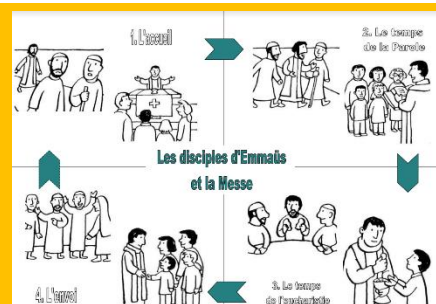 1. L'accueil
2. Le temps
de la Parole
Les disciples d'Emmaüs
et la Messe
4. L'envoi
3. Le temps
de l'eucharistie